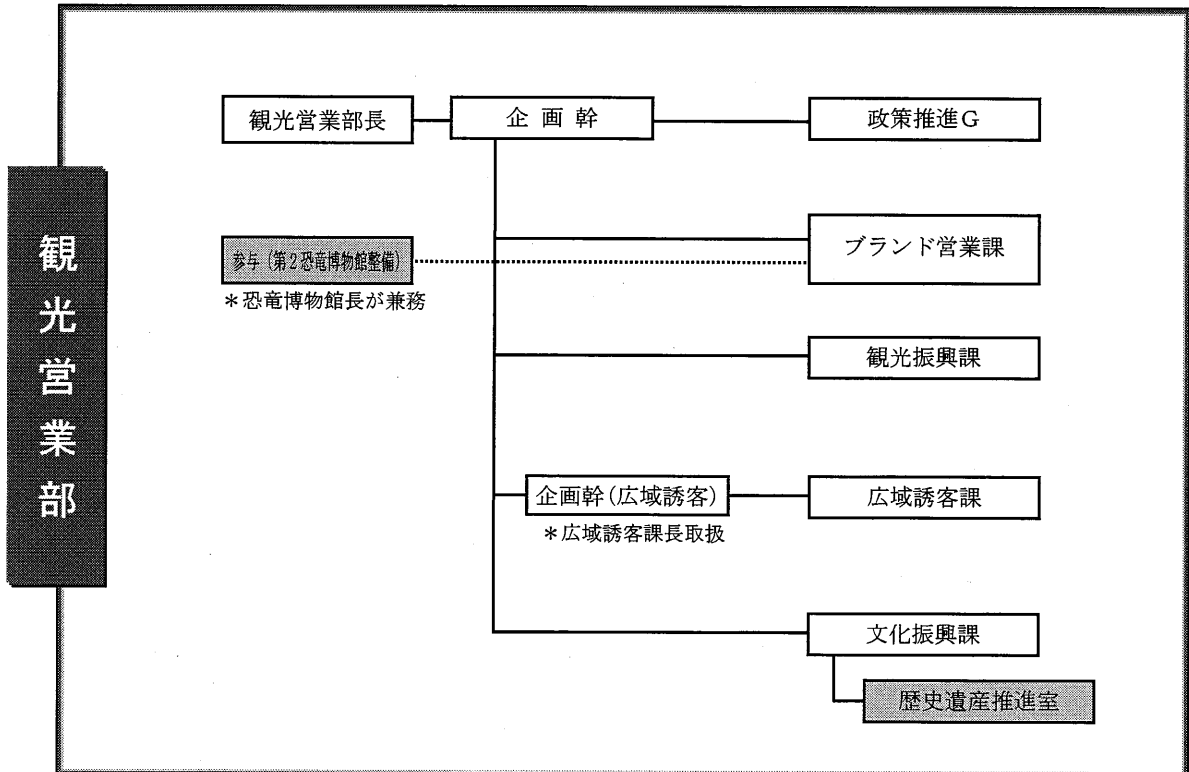 観光営業部
観光営業部長
企画幹
政策推進G
ブランド営業課
参与(第2恐竜博物館整備)
*恐竜博物館長が兼務
観光振興課
企画幹(広域誘客)
*広域誘客課長取扱
広域誘客課
文化振興課
歴史遺産推進室